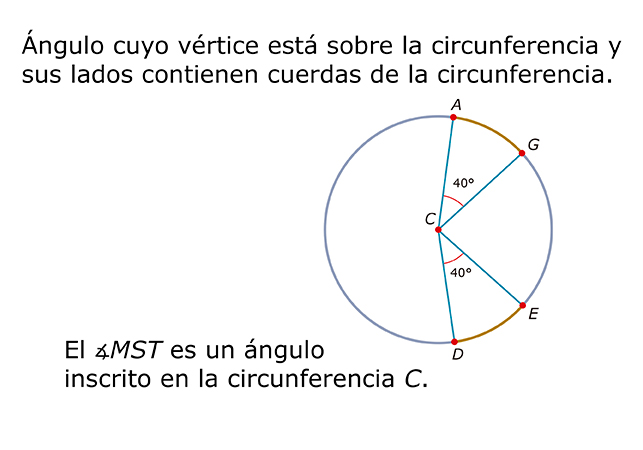 Ángulo cuyo vértice está sobre la circunferencia y
sus lados contienen cuerdas de la circunferencia.
A
G
40°
C
40°
E
D
El ∡MST es un ángulo
inscrito en la circunferencia C.